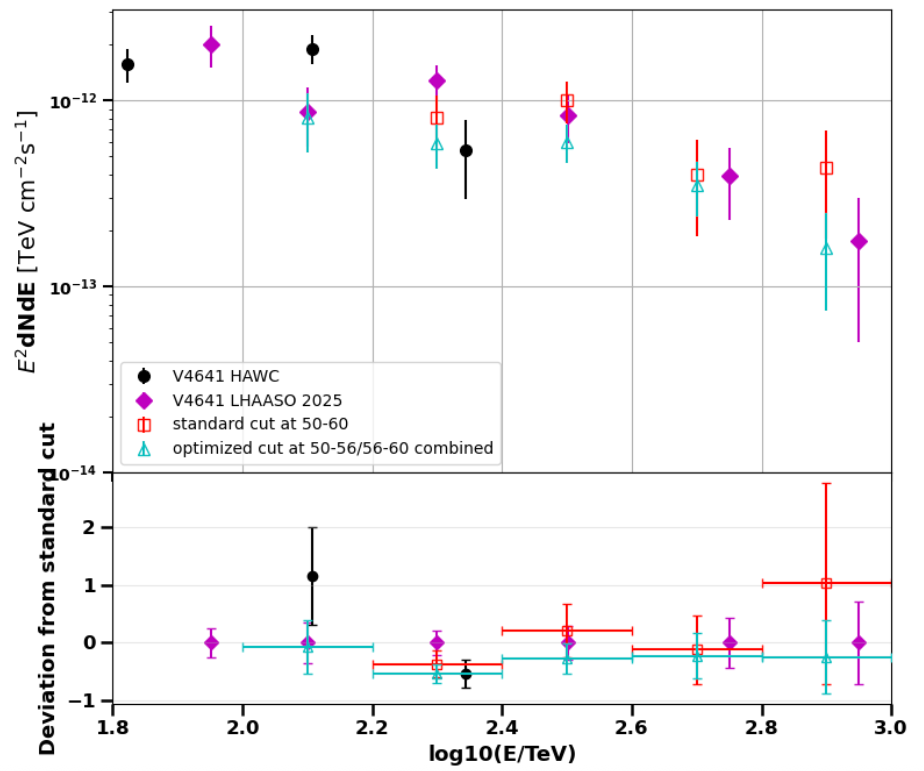 E²dNdE [TeV cm⁻²s⁻¹]
10⁻¹²
10⁻¹³
10⁻¹⁴
V4641 HAWC
V4641 LHAASO 2025
standard cut at 50-60
optimized cut at 50-56/56-60 combined
Deviation from standard cut
2
1
0
−1
1.8 2.0 2.2 2.4 2.6 2.8 3.0
log10(E/TeV)